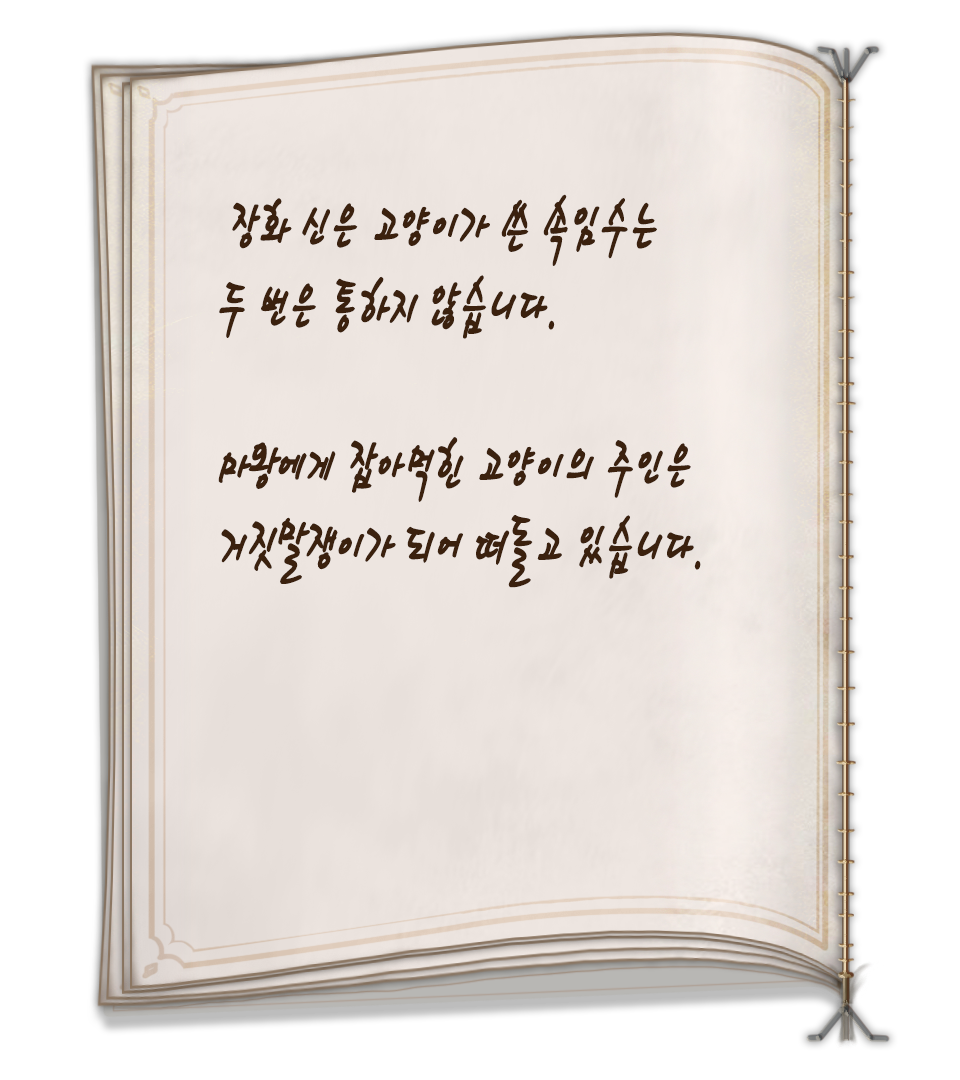 장화 신은 고양이가 쓴 속임수는
두 번은 통하지 않습니다.
마왕에게 잡아먹힌 고양이의 주인은
거짓말쟁이가 되어 떠돌고 있습니다.